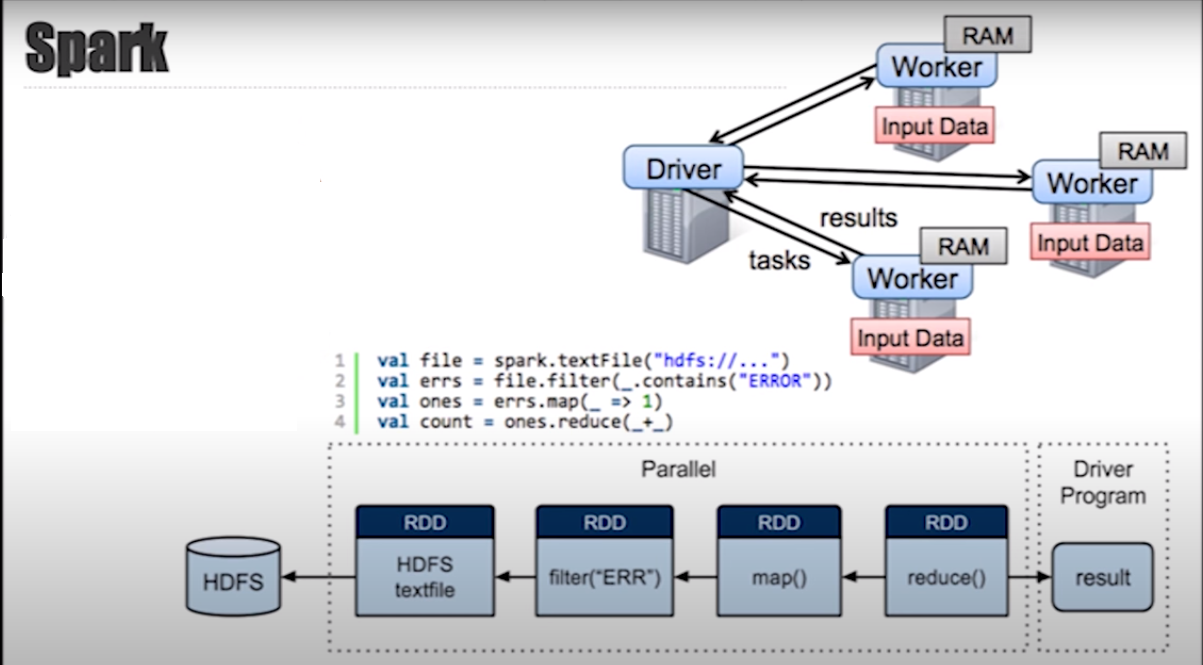 Spark
RAM
Worker
Input Data
Driver
RAM
Worker
Input Data
results
tasks
RAM
Worker
Input Data
1 val file = spark.textFile("hdfs://...")
2 val errs = file.filter(_.contains("ERROR"))
3 val ones = errs.map(_ => 1)
4 val count = ones.reduce(_+_)
Parallel
Driver
Program
RDD
RDD
RDD
RDD
HDFS
HDFS
textfile
filter("ERR")
map()
reduce()
result